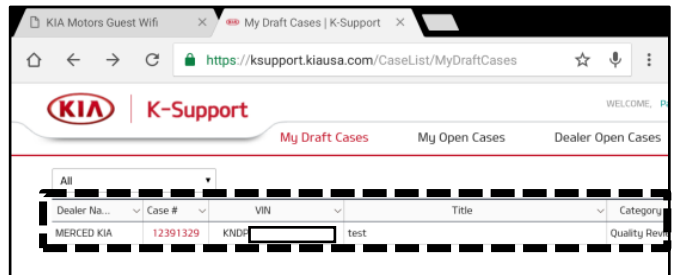 KIA Motors Guest Wifi
My Draft Cases | K-Support
https://ksupport.kiausa.com/CaseList/MyDraftCases
KIA K-Support
WELCOME,
My Draft Cases My Open Cases Dealer Open Cases
All
Dealer Na... Case # VIN Title Category
MERCED KIA 12391329 KNDP test Quality